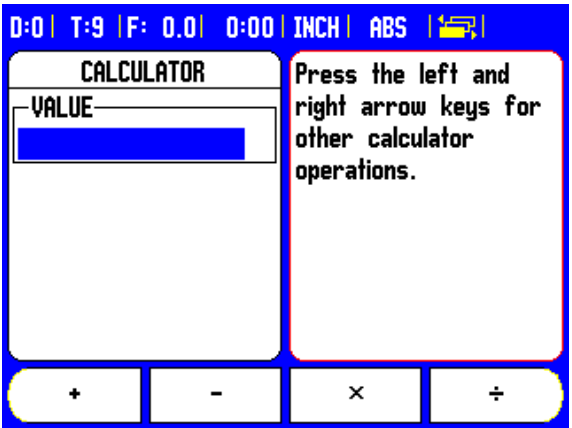 D:0| T:9 |F: 0.0| 0:00| INCH| ABS
CALCULATOR
VALUE
Press the left and
right arrow keys for
other calculator
operations.
+ - × ÷